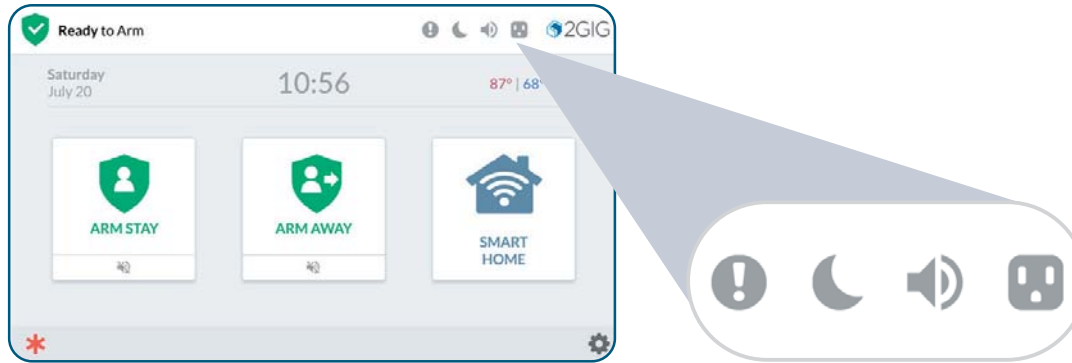 Ready to Arm
2GIG
Saturday
July 20
10:56
87° | 68°
ARM STAY
ARM AWAY
SMART
HOME